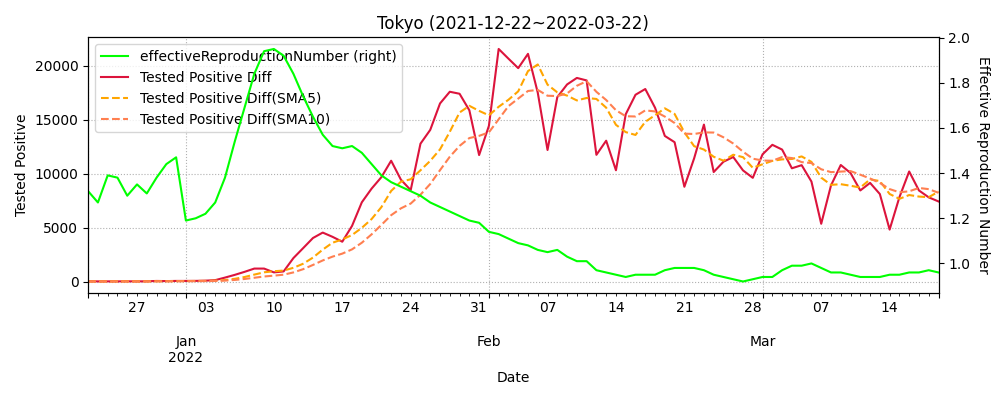 Tokyo (2021-12-22~2022-03-22)
effectiveReproductionNumber (right)
Tested Positive Diff
Tested Positive Diff(SMA5)
Tested Positive Diff(SMA10)
Tested Positive
20000
15000
10000
5000
0
2.0
1.8
1.6
1.4
1.2
1.0
Effective Reproduction Number
27 03 10 17 24 31 07 14 21 28 07 14
Jan Feb Mar
2022
Date